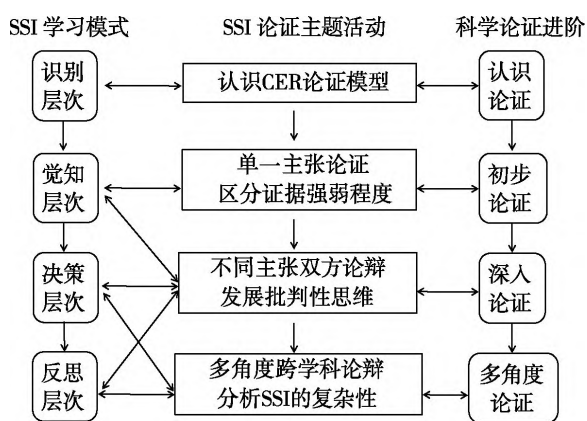 SSI 学习模式 SSI 论证主题活动 科学论证进阶
识别
层次
认识CER论证模型
认识
论证
觉知
层次
单一主张论证
区分证据强弱程度
初步
论证
决策
层次
不同主张双方论辩
发展批判性思维
深入
论证
反思
层次
多角度跨学科论辩
分析SSI的复杂性
多角度
论证